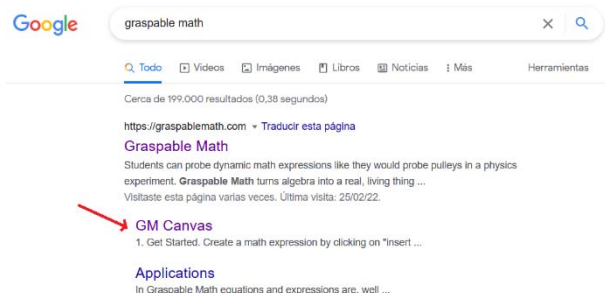 Google
graspable math
Todo Videos Imágenes Libros Noticias Más Herramientas
Cerca de 199.000 resultados (0,38 segundos)
https://graspablemath.com Traducir esta página
Graspable Math
Students can probe dynamic math expressions like they would probe pulleys in a physics
experiment. Graspable Math turns algebra into a real, living thing ...
Visitaste esta página varias veces. Última visita: 25/02/22.
GM Canvas
1. Get Started. Create a math expression by clicking on "insert ...
Applications
In Graspable Math equations and expressions are, well ...